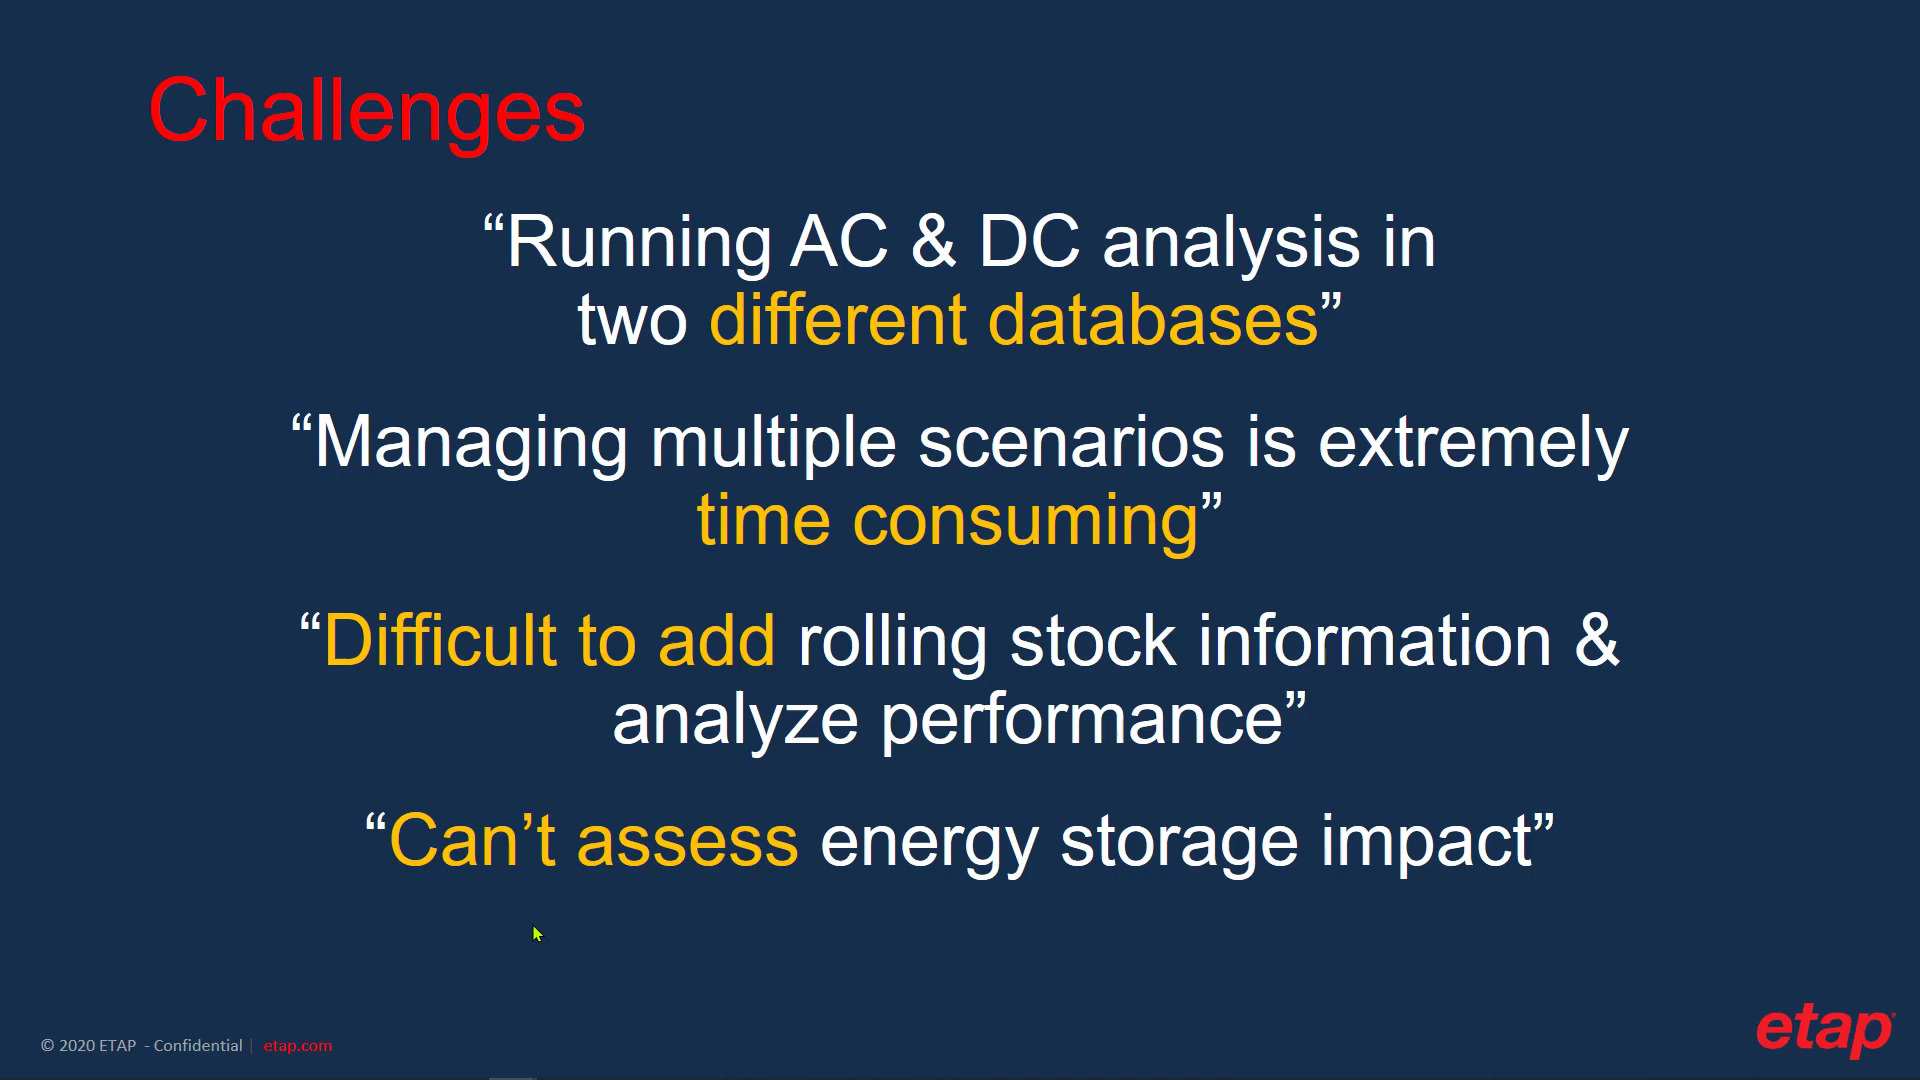 Challenges
“Running AC & DC analysis in
two different databases”
“Managing multiple scenarios is extremely
time consuming”
“Difficult to add rolling stock information &
analyze performance”
“Can’t assess energy storage impact”
© 2020 ETAP - Confidential | etap.com
etap®